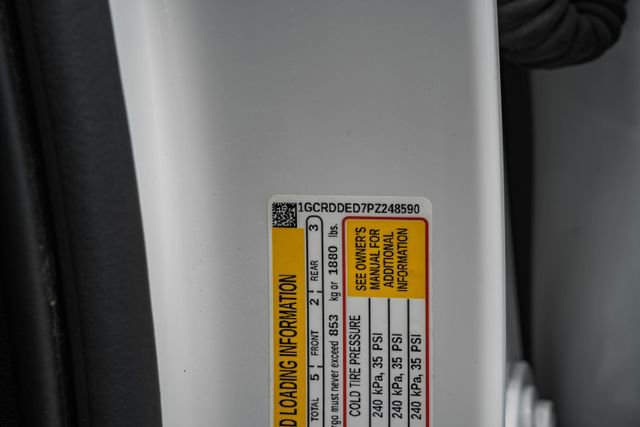 1GCRDDED7PZ248590
D LOADING INFORMATION
TOTAL 5 FRONT 2 REAR 3
rgo must never exceed 853 kg or 1880 lbs.
SEE OWNER'S
MANUAL FOR
ADDITIONAL
INFORMATION
COLD TIRE PRESSURE
240 kPa, 35 PSI
240 kPa, 35 PSI
240 kPa, 35 PSI